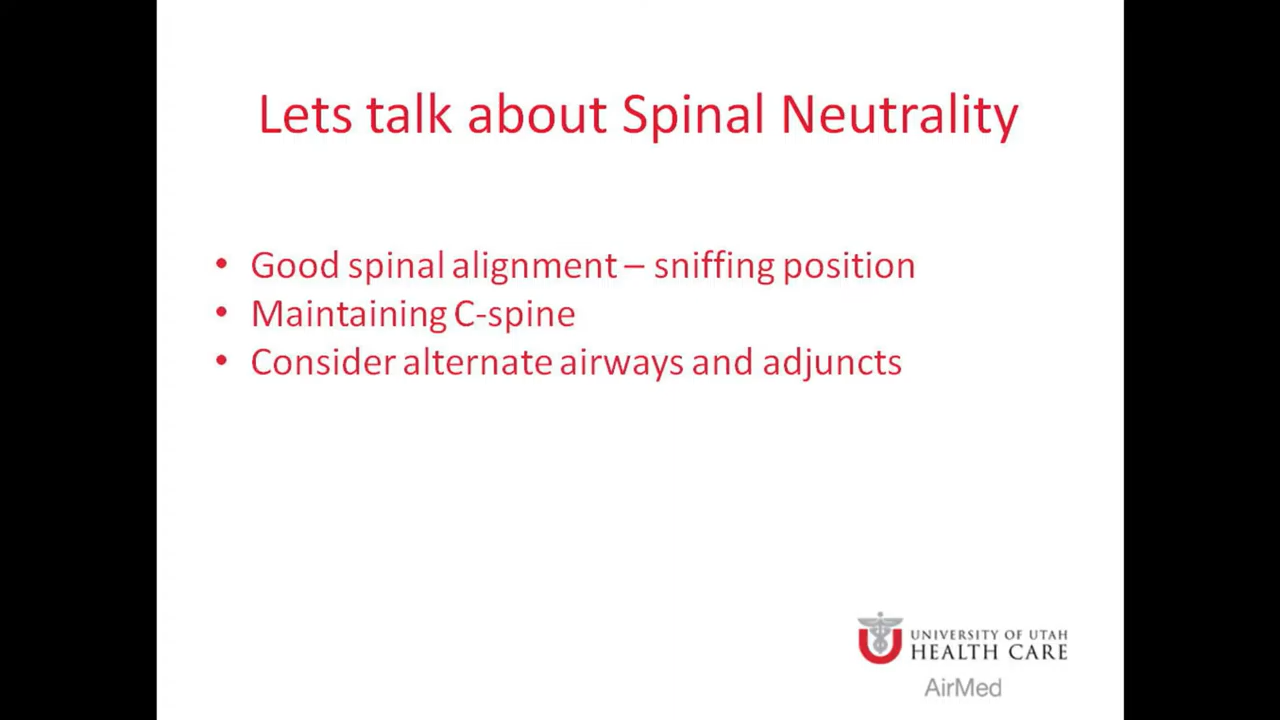 Lets talk about Spinal Neutrality
• Good spinal alignment – sniffing position
• Maintaining C-spine
• Consider alternate airways and adjuncts
UNIVERSITY OF UTAH
HEALTH CARE
AirMed